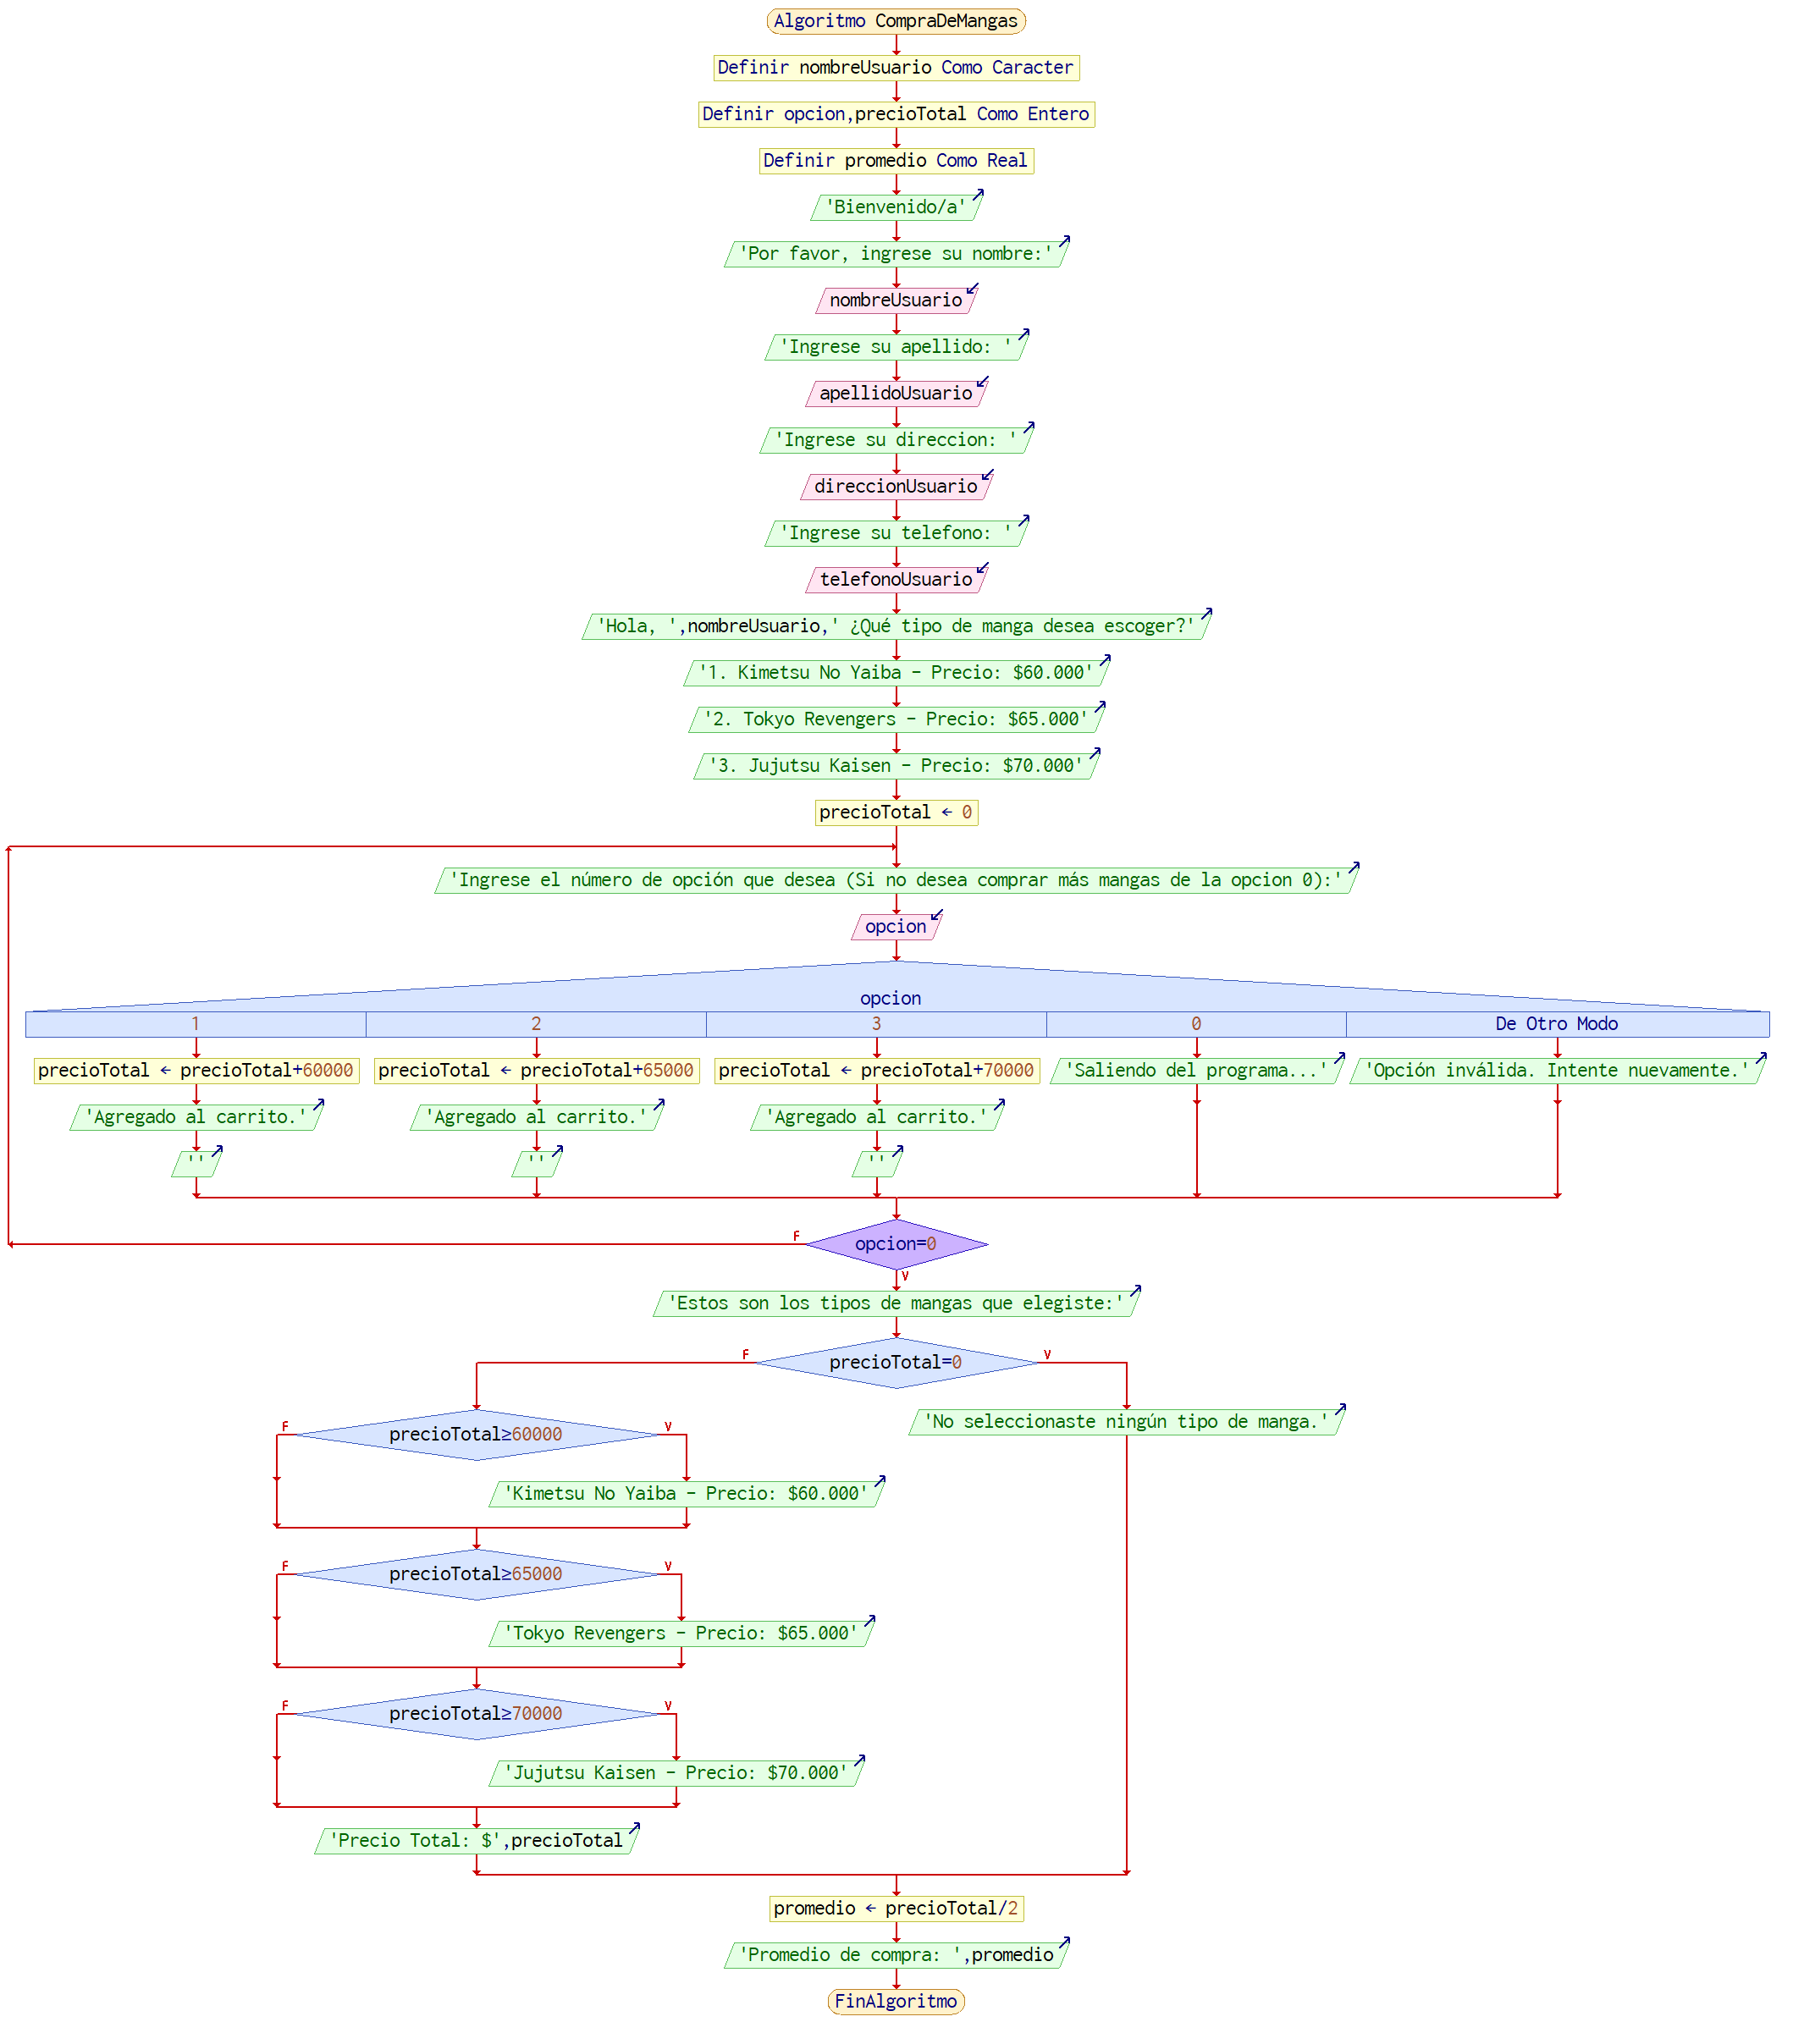 Algoritmo CompraDeMangas
Definir nombreUsuario Como Caracter
Definir opcion,precioTotal Como Entero
Definir promedio Como Real
'Bienvenido/a'
'Por favor, ingrese su nombre:'
nombreUsuario
'Ingrese su apellido: '
apellidoUsuario
'Ingrese su direccion: '
direccionUsuario
'Ingrese su telefono: '
telefonoUsuario
'Hola, ',nombreUsuario,' ¿Qué tipo de manga desea escoger?'
'1. Kimetsu No Yaiba - Precio: $60.000'
'2. Tokyo Revengers - Precio: $65.000'
'3. Jujutsu Kaisen - Precio: $70.000'
precioTotal ← 0
'Ingrese el número de opción que desea (Si no desea comprar más mangas de la opcion 0):'
opcion
opcion
1 2 3 0 De Otro Modo
precioTotal ← precioTotal+60000 precioTotal ← precioTotal+65000 precioTotal ← precioTotal+70000 'Saliendo del programa...' 'Opción inválida. Intente nuevamente.'
'Agregado al carrito.' 'Agregado al carrito.' 'Agregado al carrito.'
'' '' ''
F
opcion=0
V
'Estos son los tipos de mangas que elegiste:'
F V
precioTotal=0
'No seleccionaste ningún tipo de manga.'
F V
precioTotal≥60000
'Kimetsu No Yaiba - Precio: $60.000'
F V
precioTotal≥65000
'Tokyo Revengers - Precio: $65.000'
F V
precioTotal≥70000
'Jujutsu Kaisen - Precio: $70.000'
'Precio Total: $',precioTotal
promedio ← precioTotal/2
'Promedio de compra: ',promedio
FinAlgoritmo